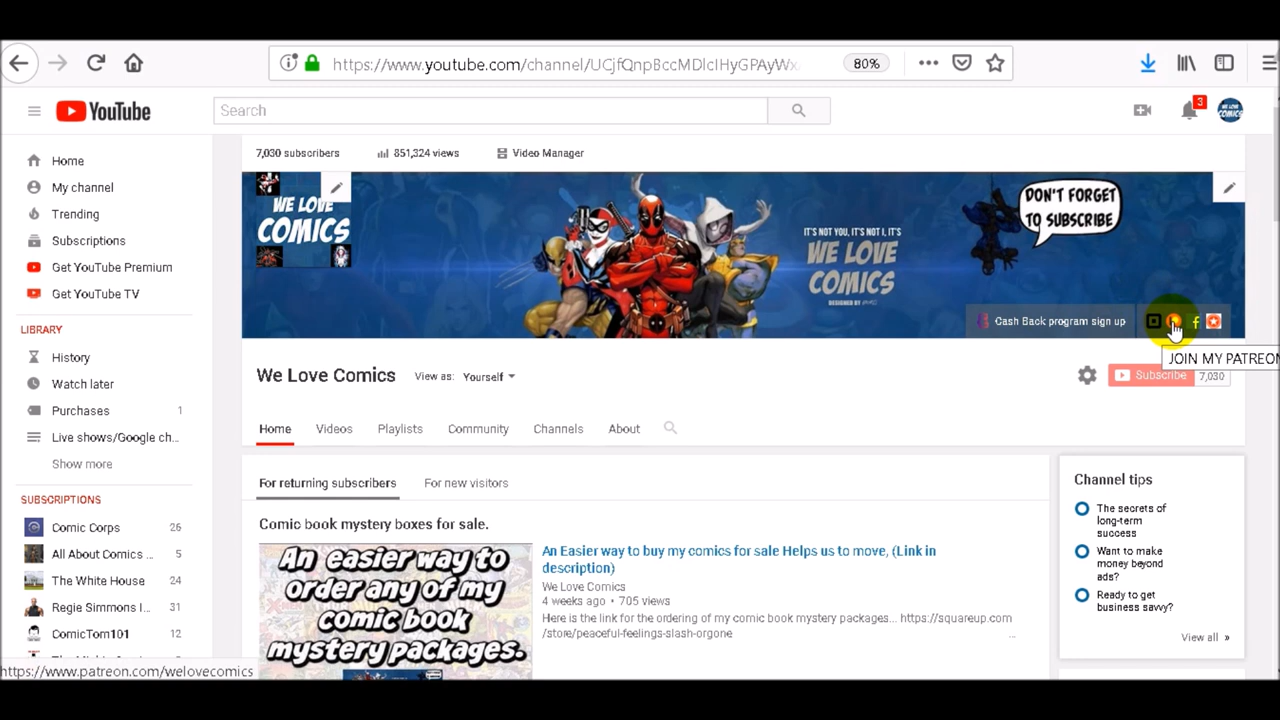 https://www.youtube.com/channel/UCjfQnpBccMDlcIHyGPAyWx
80%
YouTube
Search
3
WE LOVE COMICS
7,030 subscribers
851,324 views
Video Manager
WE LOVE
COMICS
IT'S NOT YOU, IT'S NOT I, IT'S
WE LOVE
COMICS
DESIGNED BY
DON'T FORGET
TO SUBSCRIBE
Cash Back program sign up
JOIN MY PATREON
Home
My channel
Trending
Subscriptions
Get YouTube Premium
Get YouTube TV
LIBRARY
History
Watch later
Purchases 1
Live shows/Google ch...
Show more
SUBSCRIPTIONS
Comic Corps 26
All About Comics ... 5
The White House 24
Regie Simmons I... 31
ComicTom101 12
https://www.patreon.com/welovecomics
We Love Comics
View as: Yourself
Subscribe 7,030
Home Videos Playlists Community Channels About
For returning subscribers For new visitors
Comic book mystery boxes for sale.
An easier way to
order any of my
comic book
mystery packages.
An Easier way to buy my comics for sale Helps us to move, (Link in
description)
We Love Comics
4 weeks ago • 705 views
Here is the link for the ordering of my comic book mystery packages... https://squareup.com
/store/peaceful-feelings-slash-orgone
...
Channel tips
The secrets of
long-term
success
Want to make
money beyond
ads?
Ready to get
business savvy?
View all »